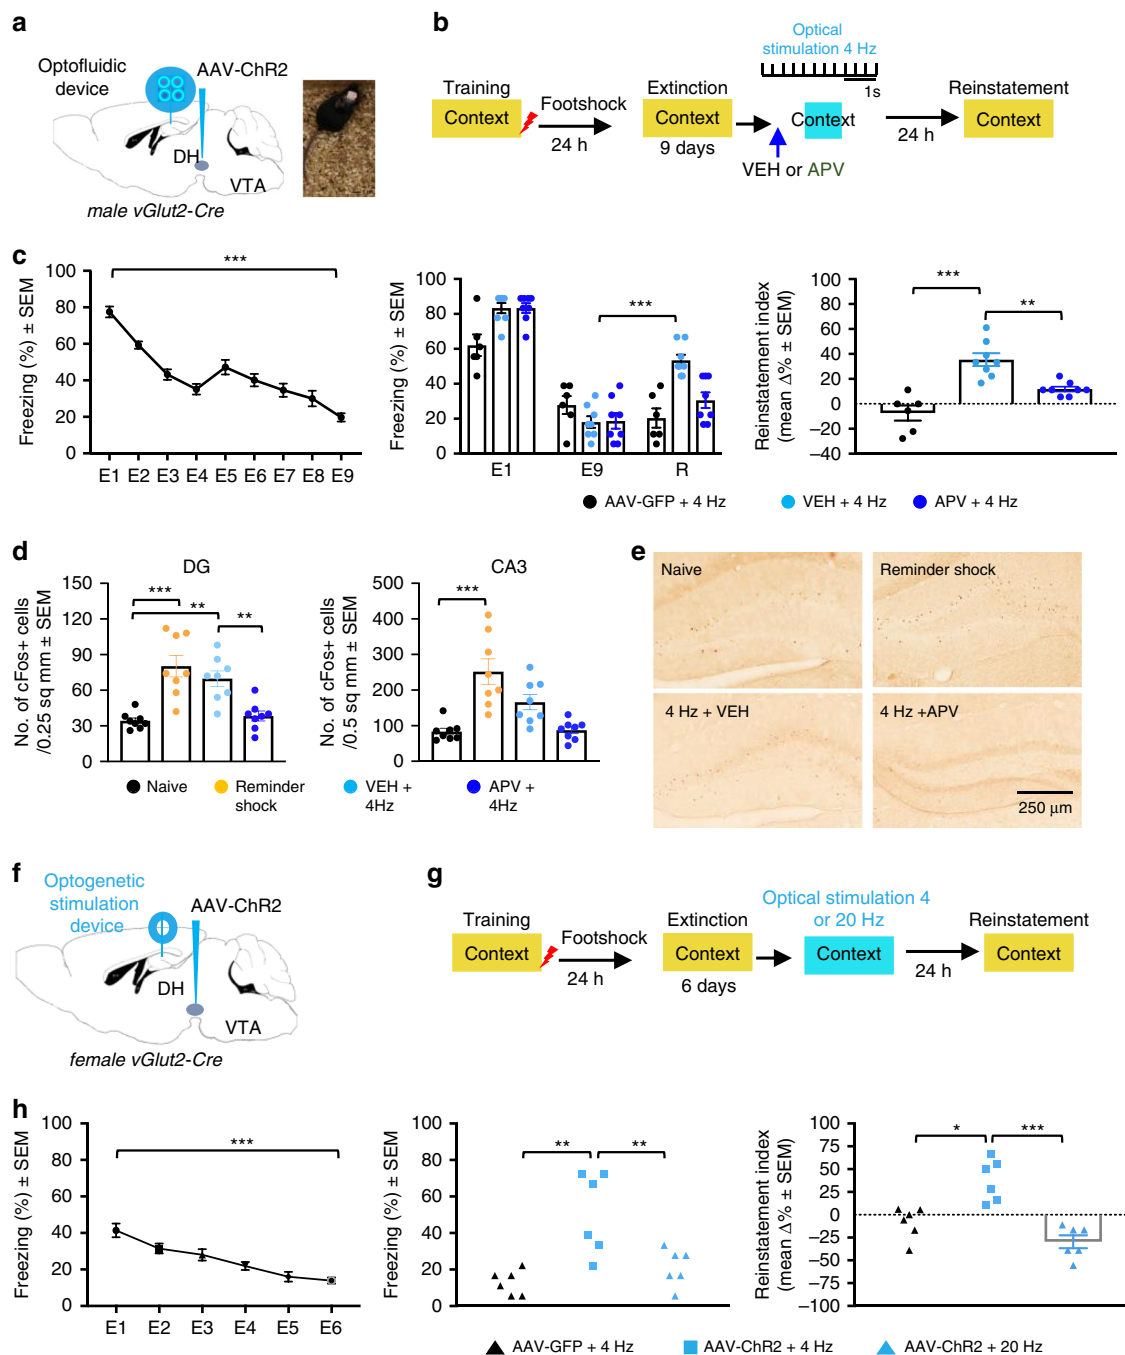 a
Optofluidic
device
AAV-ChR2
DH
VTA
male vGlut2-Cre
b
Optical
stimulation 4 Hz
1s
Training
Context
Footshock
24 h
Extinction
Context
9 days
Context
VEH or APV
24 h
Reinstatement
Context
c
Freezing (%) ± SEM
100
80
60
40
20
0
E1 E2 E3 E4 E5 E6 E7 E8 E9
***
Freezing (%) ± SEM
100
80
60
40
20
0
E1 E9 R
***
Reinstatement index
(mean Δ% ± SEM)
100
80
60
40
20
0
−20
−40
***
**
AAV-GFP + 4 Hz
VEH + 4 Hz
APV + 4 Hz
d
DG
No. of cFos+ cells
/0.25 sq mm ± SEM
150
120
90
60
30
0
***
**
**
CA3
No. of cFos+ cells
/0.5 sq mm ± SEM
500
400
300
200
100
0
***
Naive
Reminder
shock
VEH +
4Hz
APV +
4Hz
e
Naive
Reminder shock
4 Hz + VEH
4 Hz +APV
250 μm
f
Optogenetic
stimulation
device
AAV-ChR2
DH
VTA
female vGlut2-Cre
g
Training
Context
Footshock
24 h
Extinction
Context
6 days
Optical stimulation 4
or 20 Hz
Context
24 h
Reinstatement
Context
h
Freezing (%) ± SEM
100
80
60
40
20
0
E1 E2 E3 E4 E5 E6
***
Freezing (%) ± SEM
100
80
60
40
20
0
**
**
Reinstatement index
(mean Δ% ± SEM)
100
75
50
25
0
−25
−50
−75
−100
*
***
AAV-GFP + 4 Hz
AAV-ChR2 + 4 Hz
AAV-ChR2 + 20 Hz